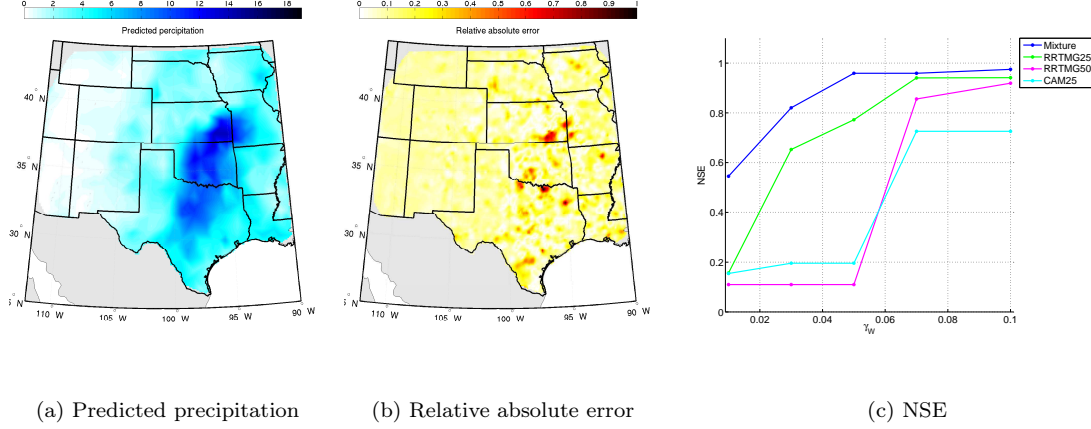 0 2 4 6 8 10 12 14 16 18
Predicted percipitation
40 ° N
35 ° N
30 ° N
5 N
110 W 105 W 100 W 95 W 90 W
0 0.1 0.2 0.3 0.4 0.5 0.6 0.7 0.8 0.9 1
Relative absolute error
40 ° N
35 ° N
30 ° N
5 N
110 W 105 W 100 W 95 W 90 W
Mixture
RRTMG25
RRTMG50
CAM25
NSE
1
0.8
0.6
0.4
0.2
0
0.02 0.04 0.06 0.08 0.1
γW
(a) Predicted precipitation
(b) Relative absolute error
(c) NSE